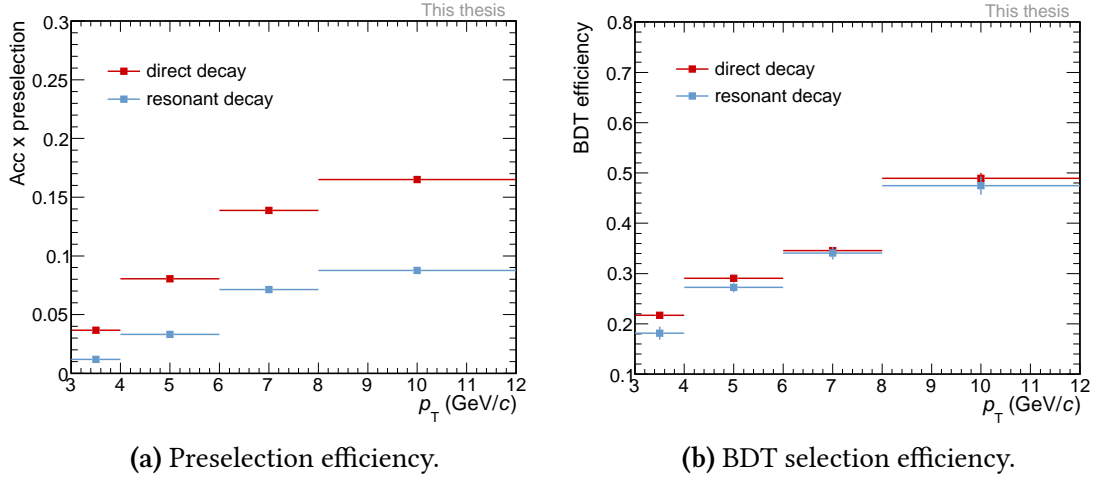 This thesis
Acc x preselection
0.3
0.25
0.2
0.15
0.1
0.05
0
direct decay
resonant decay
3 4 5 6 7 8 9 10 11 12
p_T (GeV/c)
(a) Preselection efficiency.
This thesis
BDT efficiency
0.8
0.7
0.6
0.5
0.4
0.3
0.2
0.1
direct decay
resonant decay
3 4 5 6 7 8 9 10 11 12
p_T (GeV/c)
(b) BDT selection efficiency.